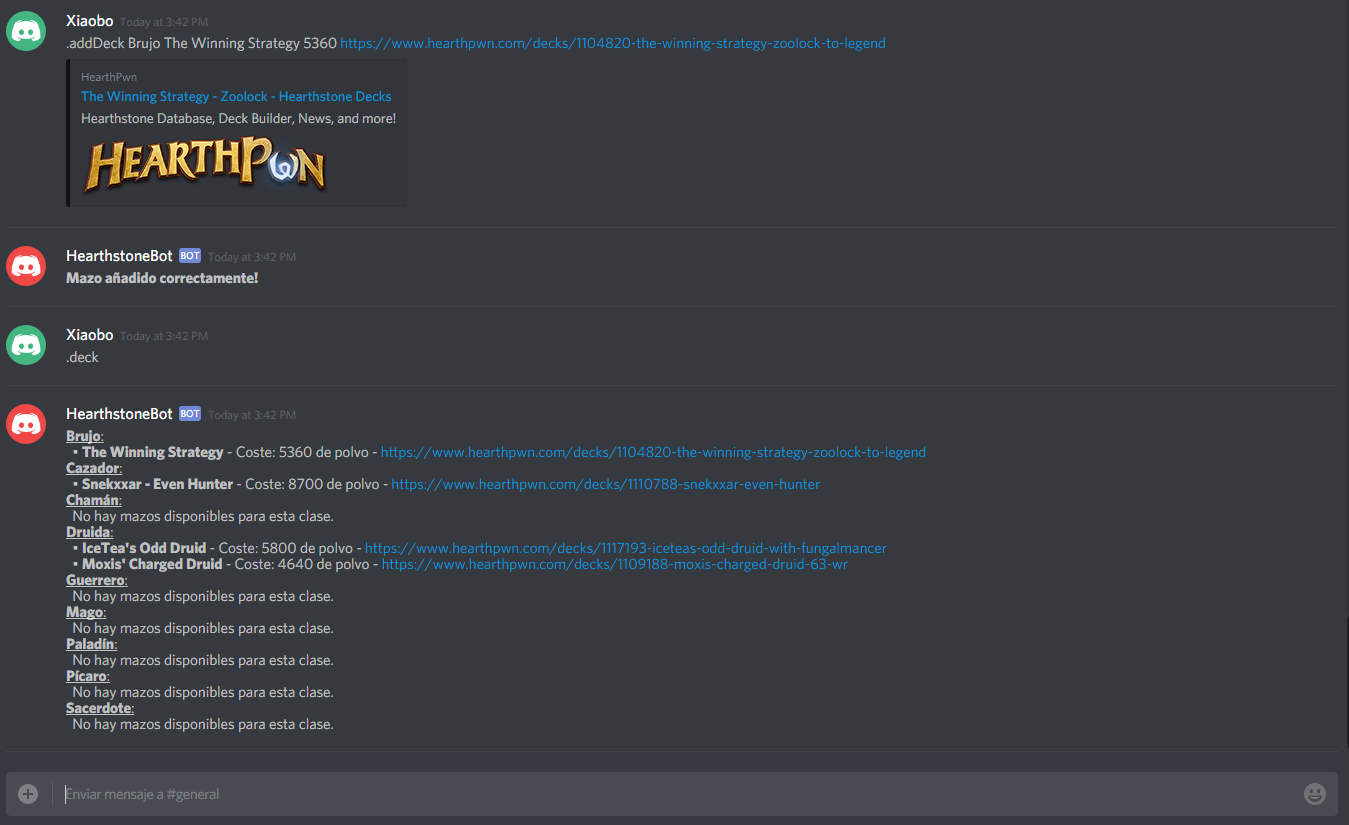 Xiaobo Today at 3:42 PM
.addDeck Brujo The Winning Strategy 5360 https://www.hearthpwn.com/decks/1104820-the-winning-strategy-zoolock-to-legend
HearthPwn
The Winning Strategy - Zoolock - Hearthstone Decks
Hearthstone Database, Deck Builder, News, and more!
HEARTHPWN
HearthstoneBot BOT Today at 3:42 PM
Mazo añadido correctamente!
Xiaobo Today at 3:42 PM
.deck
HearthstoneBot BOT Today at 3:42 PM
Brujo:
• The Winning Strategy - Coste: 5360 de polvo - https://www.hearthpwn.com/decks/1104820-the-winning-strategy-zoolock-to-legend
Cazador:
• Snekxxar - Even Hunter - Coste: 8700 de polvo - https://www.hearthpwn.com/decks/1110788-snekxxar-even-hunter
Chamán:
No hay mazos disponibles para esta clase.
Druida:
• IceTea's Odd Druid - Coste: 5800 de polvo - https://www.hearthpwn.com/decks/1117193-iceteas-odd-druid-with-fungalmancer
• Moxis' Charged Druid - Coste: 4640 de polvo - https://www.hearthpwn.com/decks/1109188-moxis-charged-druid-63-wr
Guerrero:
No hay mazos disponibles para esta clase.
Mago:
No hay mazos disponibles para esta clase.
Paladín:
No hay mazos disponibles para esta clase.
Pícaro:
No hay mazos disponibles para esta clase.
Sacerdote:
No hay mazos disponibles para esta clase.
Enviar mensaje a #general